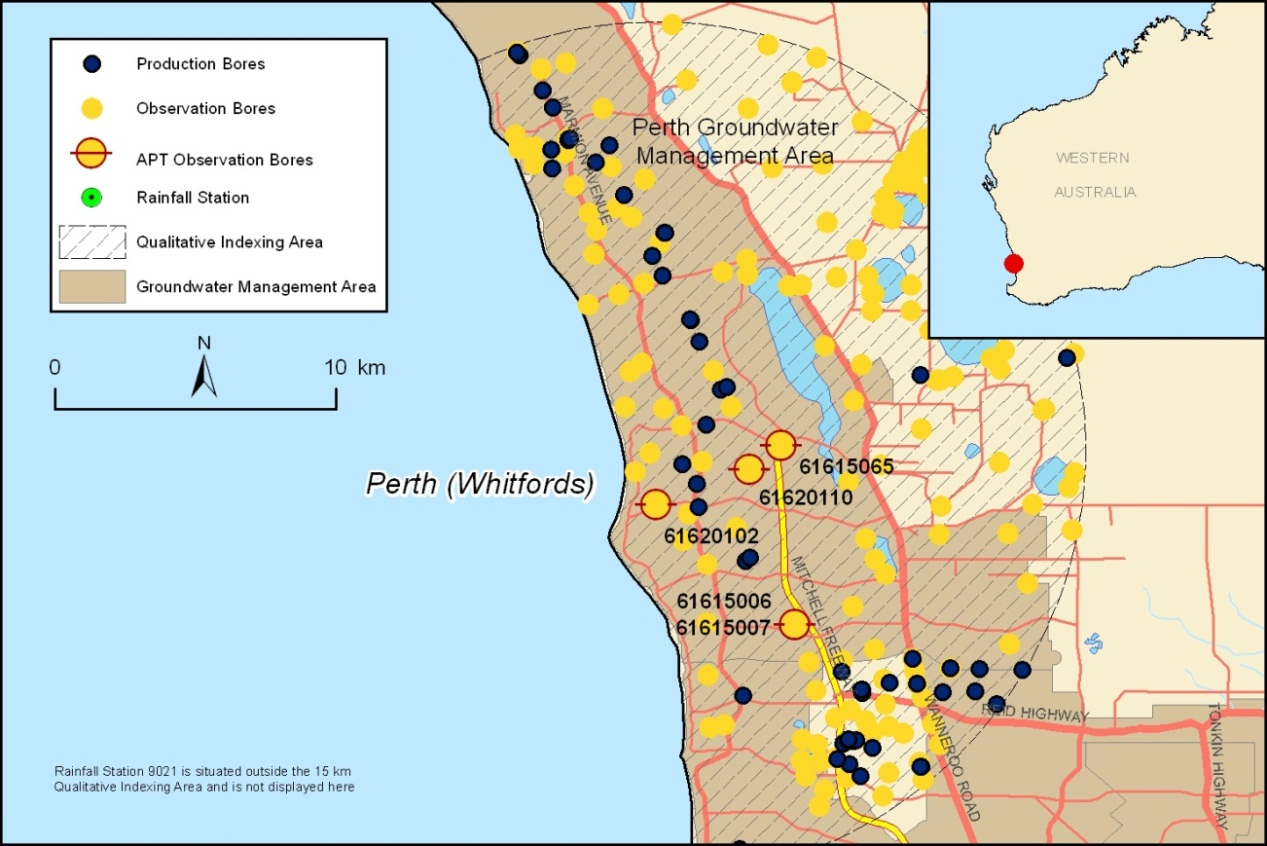 Production Bores
Observation Bores
APT Observation Bores
Rainfall Station
Qualitative Indexing Area
Groundwater Management Area
N
0 10 km
Perth Groundwater
Management Area
MARMION AVENUE
WESTERN
AUSTRALIA
Perth (Whitfords)
61615065
61620110
61620102
61615006
61615007
MITCHELL FREEWAY
WANNEROO ROAD
REID HIGHWAY
TONKIN HIGHWAY
Rainfall Station 9021 is situated outside the 15 km
Qualitative Indexing Area and is not displayed here